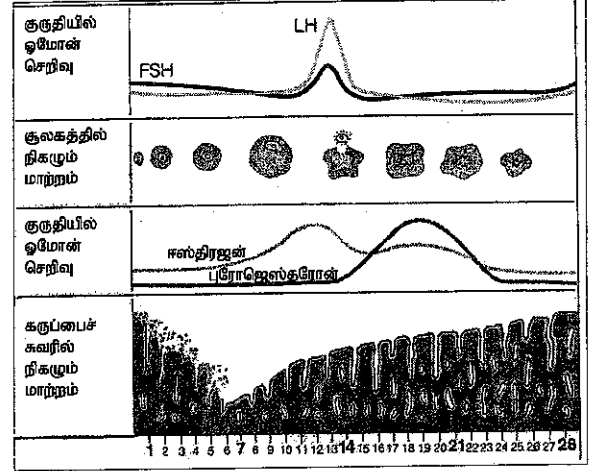 குருதியில்
ஓமோன்
செறிவு
LH
FSH
சூலகத்தில்
நிகழும்
மாற்றம்
குருதியில்
ஓமோன்
செறிவு
ஈஸ்திரஜன்
புரோஜெஸ்தரோன்
கருப்பைச்
சுவரில்
நிகழும்
மாற்றம்
1 2 3 4 5 6 7 8 9 10 11 12 13 14 15 16 17 18 19 20 21 22 23 24 25 26 27 28